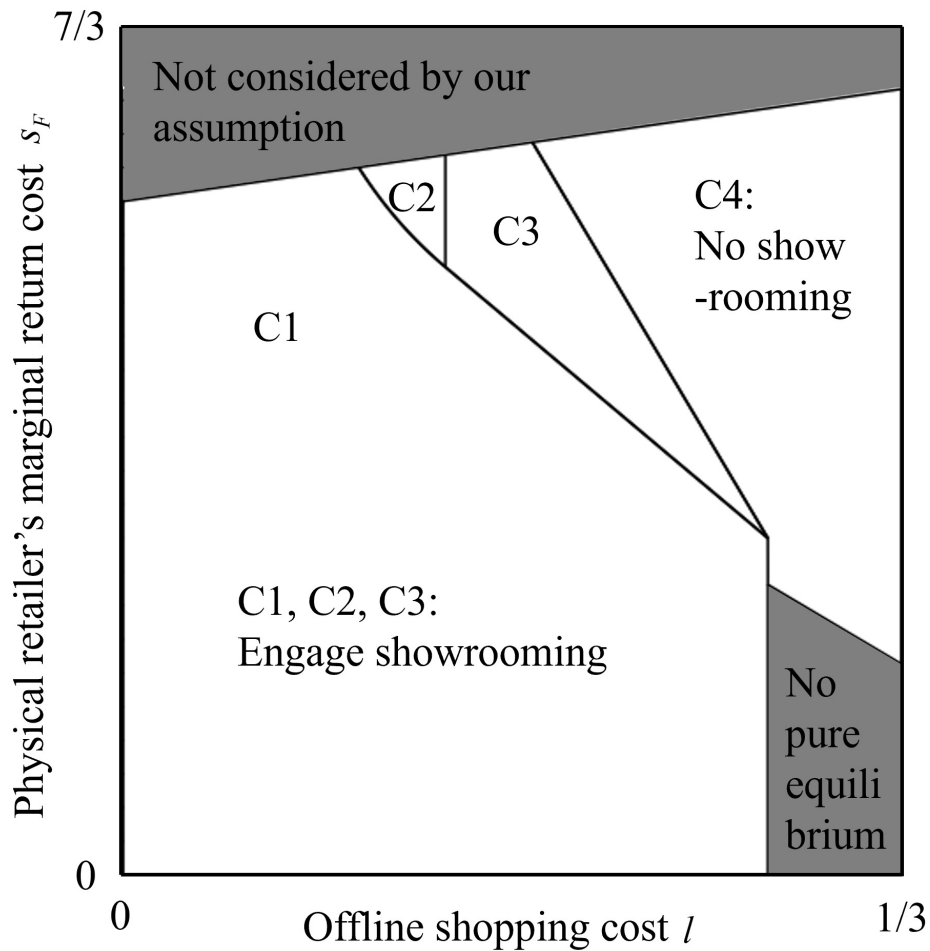 7/3
Not considered by our
assumption
Physical retailer's marginal return cost s_F
C2
C3
C4:
No show
-rooming
C1
C1, C2, C3:
Engage showrooming
No
pure
equili
brium
0
0
Offline shopping cost l
1/3